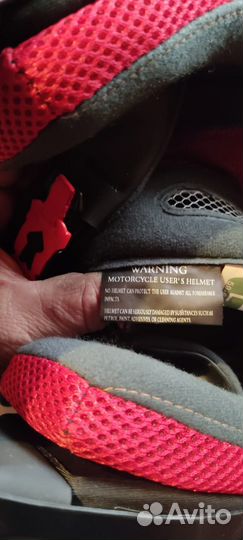 WARNING
MOTORCYCLE USER'S HELMET
NO HELMET CAN PROTECT THE USER AGAINST ALL FORESEEABLE
IMPACTS
HELMET CAN BE SERIOUSLY DAMAGED BY SUBSTANCES SUCH AS
PETROL, PAINT, ADHESIVES, OR CLEANING AGENTS.
Avito